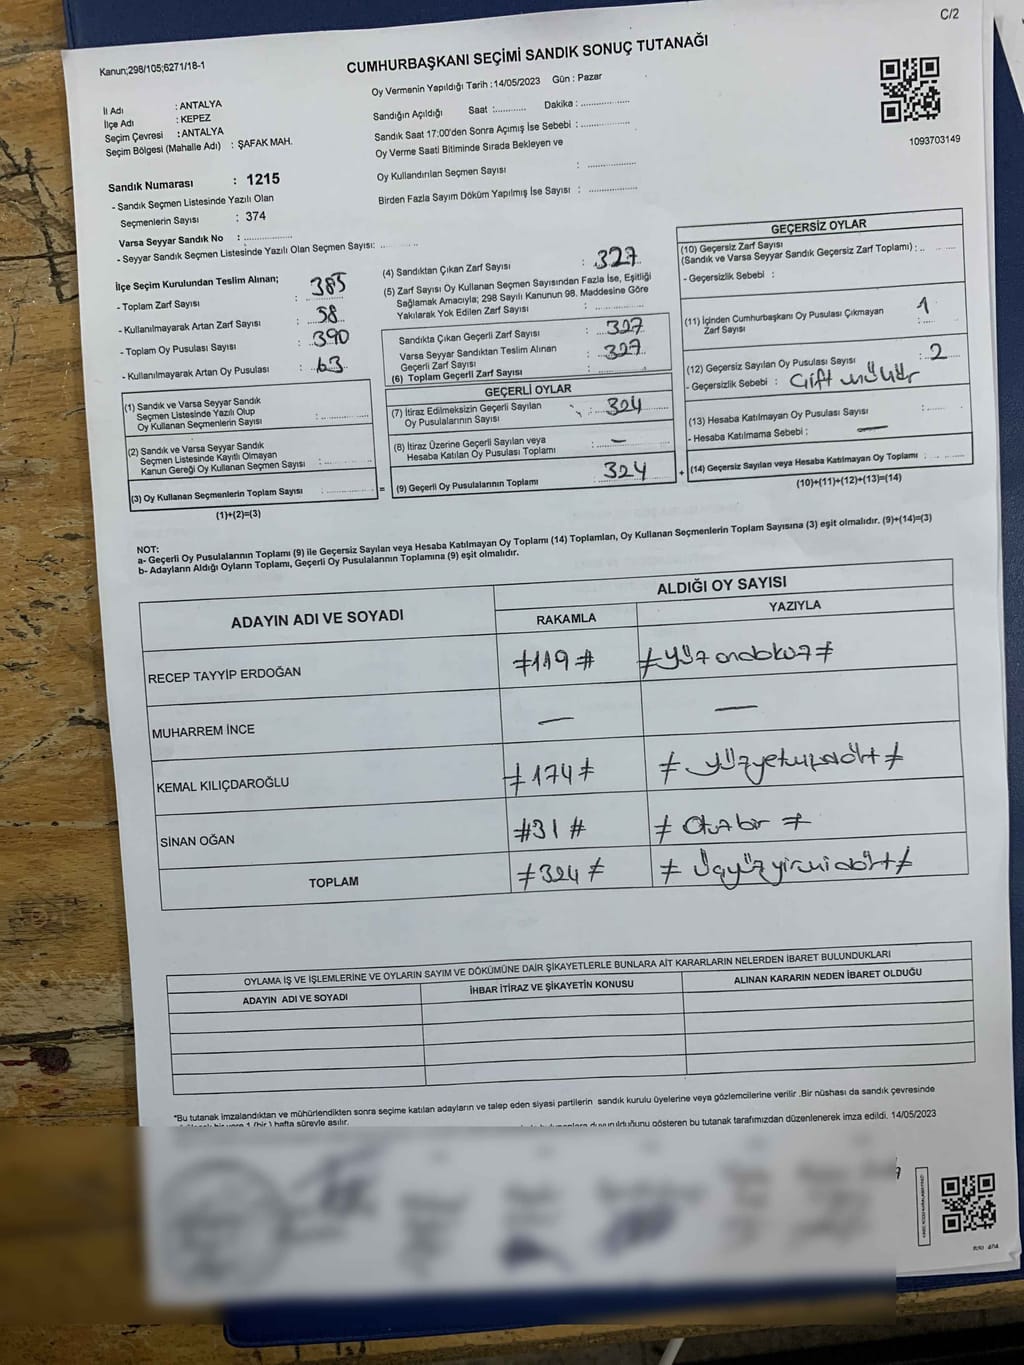 C/2
Kanun;298/105;6271/18-1
CUMHURBAŞKANI SEÇİMİ SANDIK SONUÇ TUTANAĞI
Oy Vermenin Yapıldığı Tarih : 14/05/2023 Gün : Pazar
İl Adı : ANTALYA
İlçe Adı : KEPEZ
Seçim Çevresi : ANTALYA
Seçim Bölgesi (Mahalle Adı) : ŞAFAK MAH.
Sandığın Açıldığı Saat :........... Dakika : ..............
Sandık Saat 17:00'den Sonra Açımış İse Sebebi : ..............
Oy Verme Saati Bitiminde Sırada Bekleyen ve
Oy Kullandırılan Seçmen Sayısı : ..............
Birden Fazla Sayım Döküm Yapılmış İse Sayısı : ..............
1093703149
Sandık Numarası : 1215
- Sandık Seçmen Listesinde Yazılı Olan
Seçmenlerin Sayısı : 374
Varsa Seyyar Sandık No : ..............
- Seyyar Sandık Seçmen Listesinde Yazılı Olan Seçmen Sayısı: ..............
İlçe Seçim Kurulundan Teslim Alınan;
- Toplam Zarf Sayısı : 385
- Kullanılmayarak Artan Zarf Sayısı : 58
- Toplam Oy Pusulası Sayısı : 390
- Kullanılmayarak Artan Oy Pusulası : 63
(1) Sandık ve Varsa Seyyar Sandık
Seçmen Listesinde Yazılı Olup
Oy Kullanan Seçmenlerin Sayısı : ..............
(2) Sandık ve Varsa Seyyar Sandık
Seçmen Listesinde Kayıtlı Olmayan
Kanun Gereği Oy Kullanan Seçmen Sayısı : ..............
(3) Oy Kullanan Seçmenlerin Toplam Sayısı : .............. =
(1)+(2)=(3)
(4) Sandıktan Çıkan Zarf Sayısı : 327
(5) Zarf Sayısı Oy Kullanan Seçmen Sayısından Fazla İse, Eşitliği
Sağlamak Amacıyla; 298 Sayılı Kanunun 98. Maddesine Göre
Yakılarak Yok Edilen Zarf Sayısı : ..............
Sandıkta Çıkan Geçerli Zarf Sayısı : 327
Varsa Seyyar Sandıktan Teslim Alınan
Geçerli Zarf Sayısı : 327
(6) Toplam Geçerli Zarf Sayısı :
GEÇERLİ OYLAR
(7) İtiraz Edilmeksizin Geçerli Sayılan
Oy Pusulalarının Sayısı : 324
(8) İtiraz Üzerine Geçerli Sayılan veya
Hesaba Katılan Oy Pusulası Toplamı : —
(9) Geçerli Oy Pusulalarının Toplamı : 324 +
GEÇERSİZ OYLAR
(10) Geçersiz Zarf Sayısı
(Sandık ve Varsa Seyyar Sandık Geçersiz Zarf Toplamı) : ..
- Geçersizlik Sebebi :
(11) İçinden Cumhurbaşkanı Oy Pusulası Çıkmayan
Zarf Sayısı : 1
(12) Geçersiz Sayılan Oy Pusulası Sayısı : 2
- Geçersizlik Sebebi : Çift mühür
(13) Hesaba Katılmayan Oy Pusulası Sayısı : ........
- Hesaba Katılmama Sebebi : —
(14) Geçersiz Sayılan veya Hesaba Katılmayan Oy Toplamı : ........
(10)+(11)+(12)+(13)=(14)
NOT:
a- Geçerli Oy Pusulalarının Toplamı (9) ile Geçersiz Sayılan veya Hesaba Katılmayan Oy Toplamı (14) Toplamları, Oy Kullanan Seçmenlerin Toplam Sayısına (3) eşit olmalıdır. (9)+(14)=(3)
b- Adayların Aldığı Oyların Toplamı, Geçerli Oy Pusulalarının Toplamına (9) eşit olmalıdır.
ADAYIN ADI VE SOYADI ALDIĞI OY SAYISI
RAKAMLA YAZIYLA
RECEP TAYYİP ERDOĞAN ≠119# ≠yüz ondokuz≠
MUHARREM İNCE — —
KEMAL KILIÇDAROĞLU ≠174≠ ≠yüzyetmişdört≠
SİNAN OĞAN #31# ≠Otuzbir≠
TOPLAM ≠324≠ ≠Üçyüzyirmidört≠
OYLAMA İŞ VE İŞLEMLERİNE VE OYLARIN SAYIM VE DÖKÜMÜNE DAİR ŞİKAYETLERLE BUNLARA AİT KARARLARIN NELERDEN İBARET BULUNDUKLARI
ADAYIN ADI VE SOYADI İHBAR İTİRAZ VE ŞİKAYETİN KONUSU ALINAN KARARIN NEDEN İBARET OLDUĞU
*Bu tutanak imzalandıktan ve mühürlendikten sonra seçime katılan adayların ve talep eden siyasi partilerin sandık kurulu üyelerine veya gözlemcilerine verilir .Bir nüshası da sandık çevresinde
1 (bir ) hafta süreyle asılır.
duyurulduğunu gösteren bu tutanak tarafımızdan düzenlenerek imza edildi. 14/05/2023